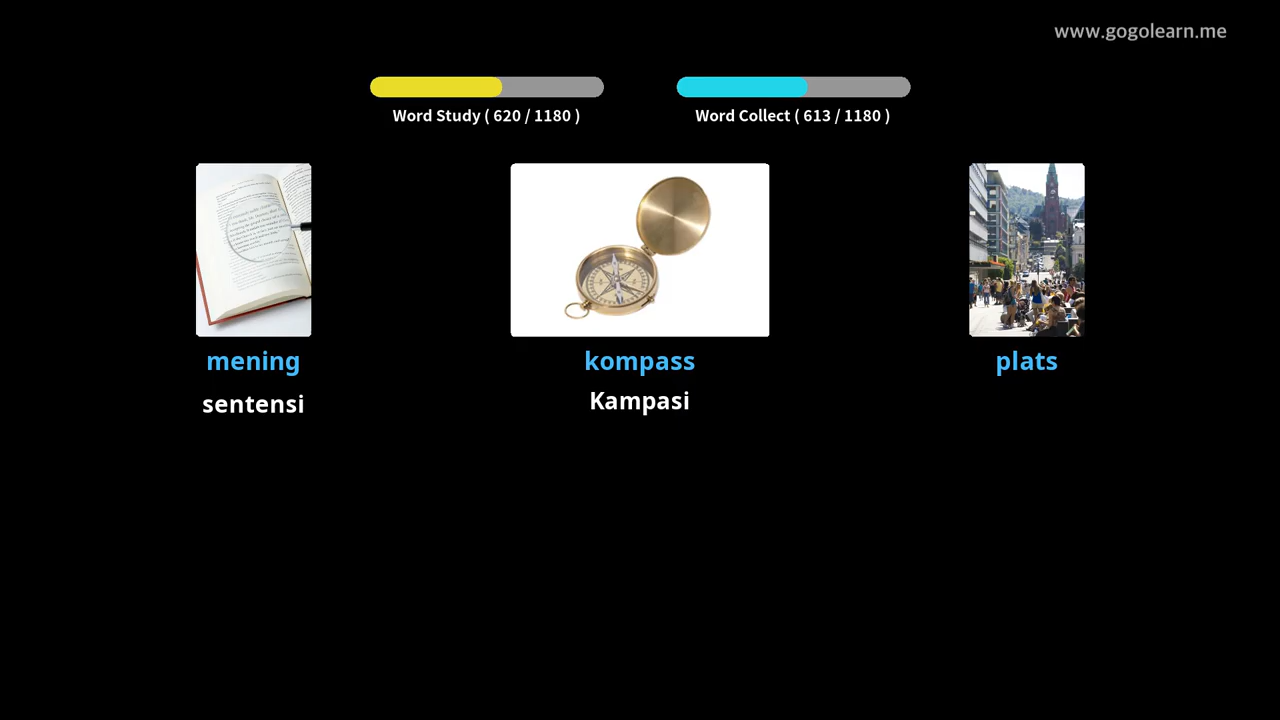 www.gogolearn.me
Word Study ( 620 / 1180 )
Word Collect ( 613 / 1180 )
mening
kompass
plats
sentensi
Kampasi